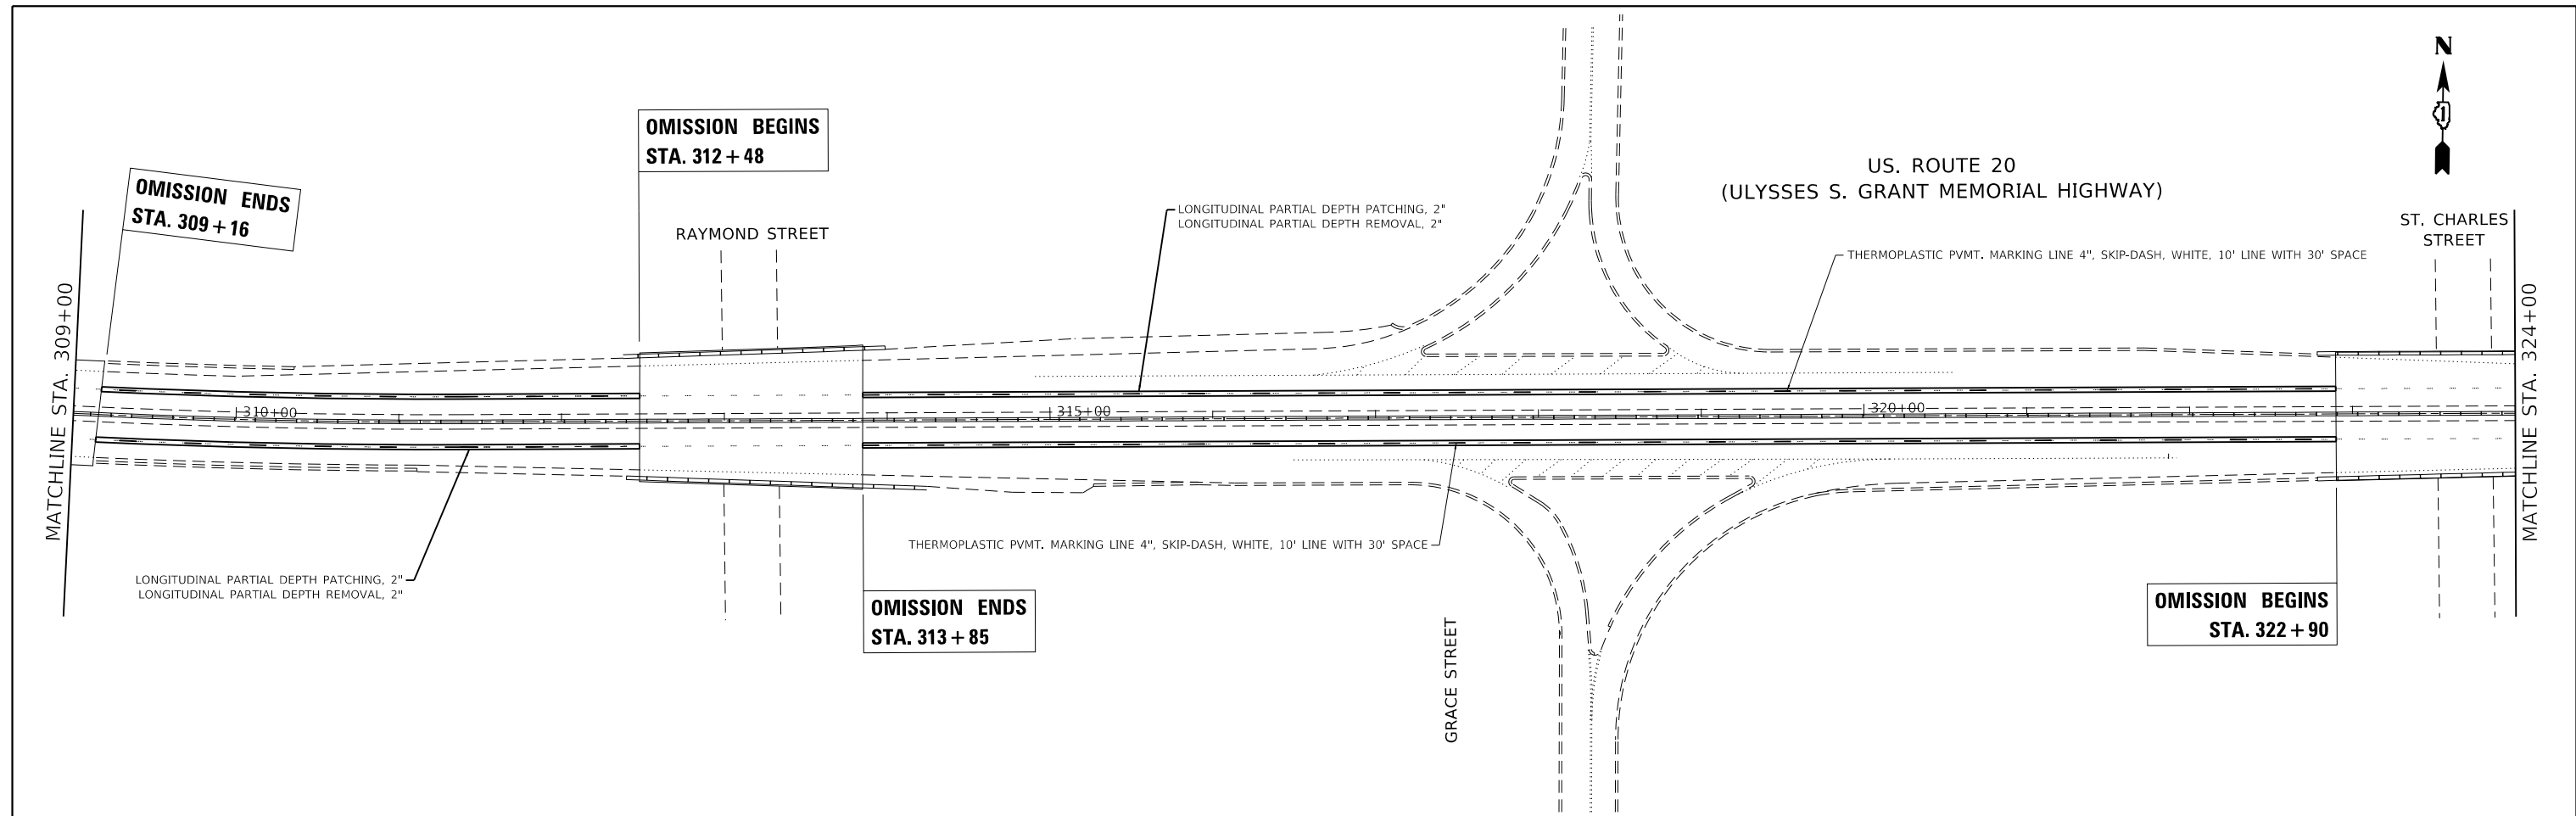 N
1
OMISSION BEGINS
STA. 312 + 48
US. ROUTE 20
(ULYSSES S. GRANT MEMORIAL HIGHWAY)
OMISSION ENDS
STA. 309 + 16
LONGITUDINAL PARTIAL DEPTH PATCHING, 2"
LONGITUDINAL PARTIAL DEPTH REMOVAL, 2"
RAYMOND STREET
ST. CHARLES
STREET
THERMOPLASTIC PVMT. MARKING LINE 4", SKIP-DASH, WHITE, 10' LINE WITH 30' SPACE
MATCHLINE STA. 309+00
310+00
315+00
320+00
MATCHLINE STA. 324+00
THERMOPLASTIC PVMT. MARKING LINE 4", SKIP-DASH, WHITE, 10' LINE WITH 30' SPACE
LONGITUDINAL PARTIAL DEPTH PATCHING, 2"
LONGITUDINAL PARTIAL DEPTH REMOVAL, 2"
OMISSION ENDS
STA. 313 + 85
GRACE STREET
OMISSION BEGINS
STA. 322 + 90